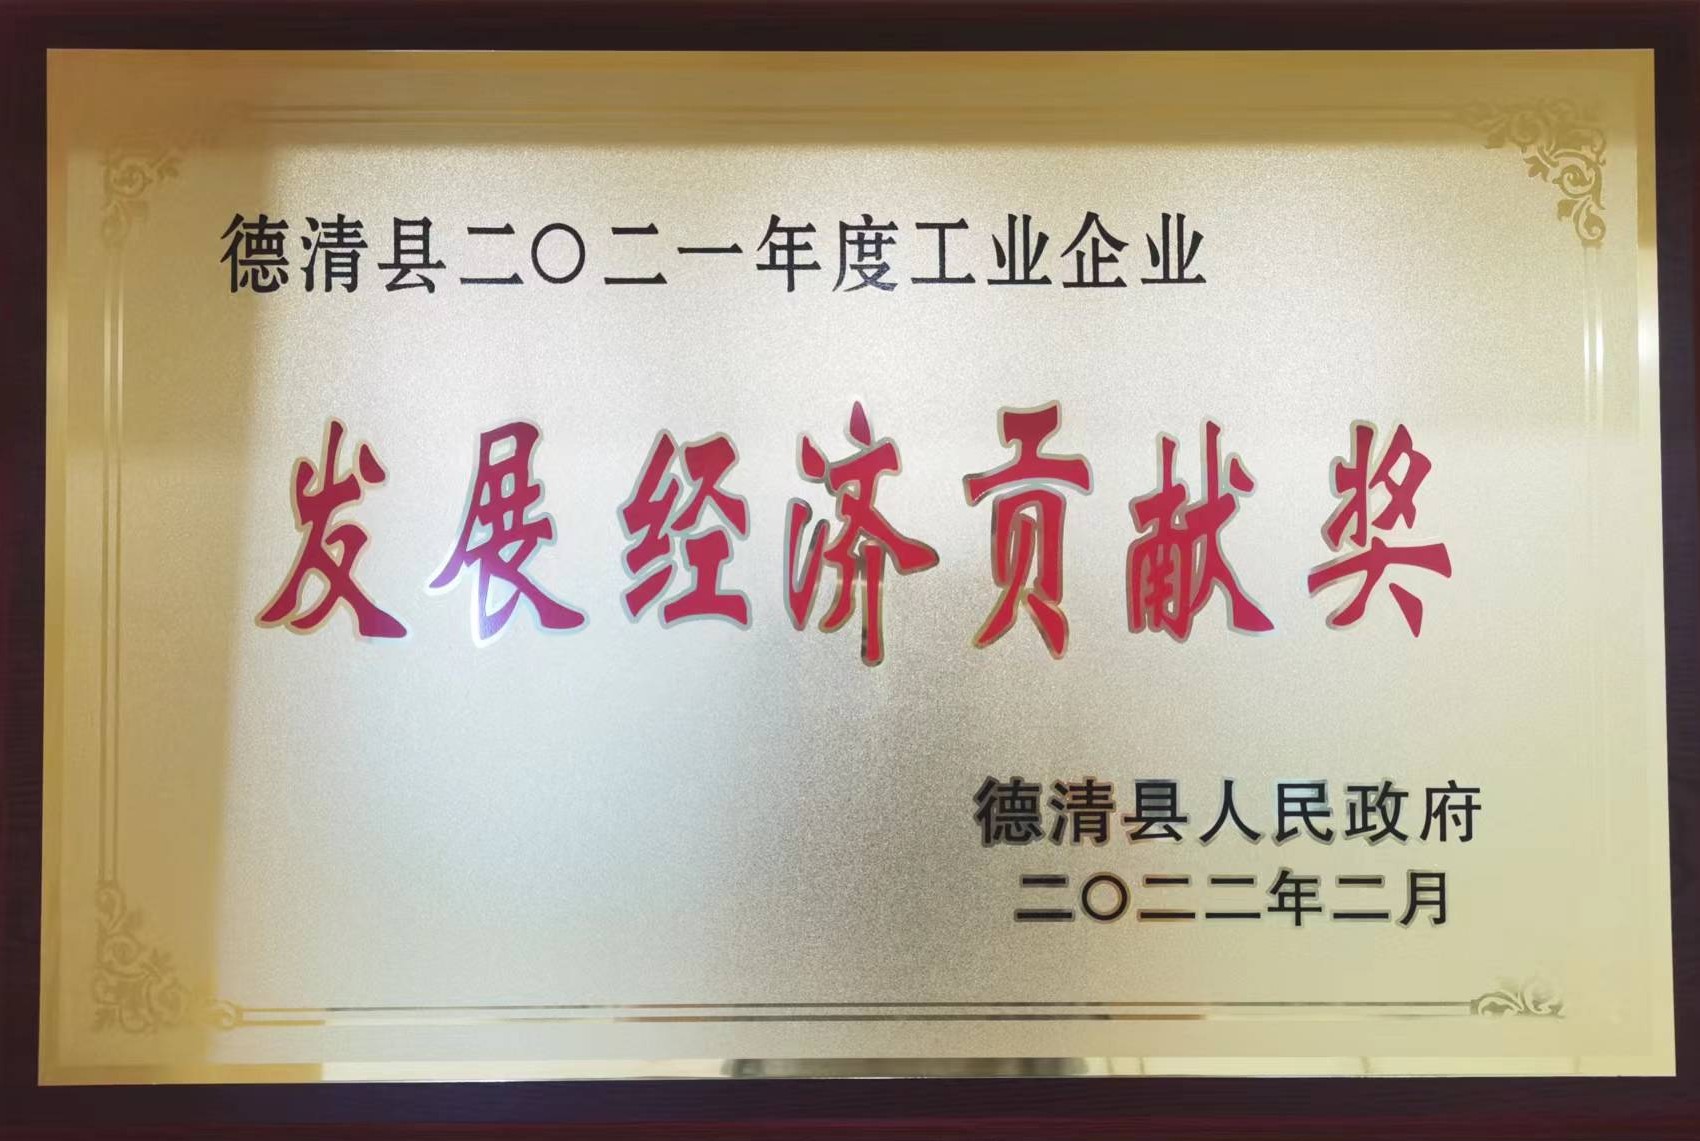 德清县二〇二一年度工业企业
发展经济贡献奖
德清县人民政府
二〇二二年二月